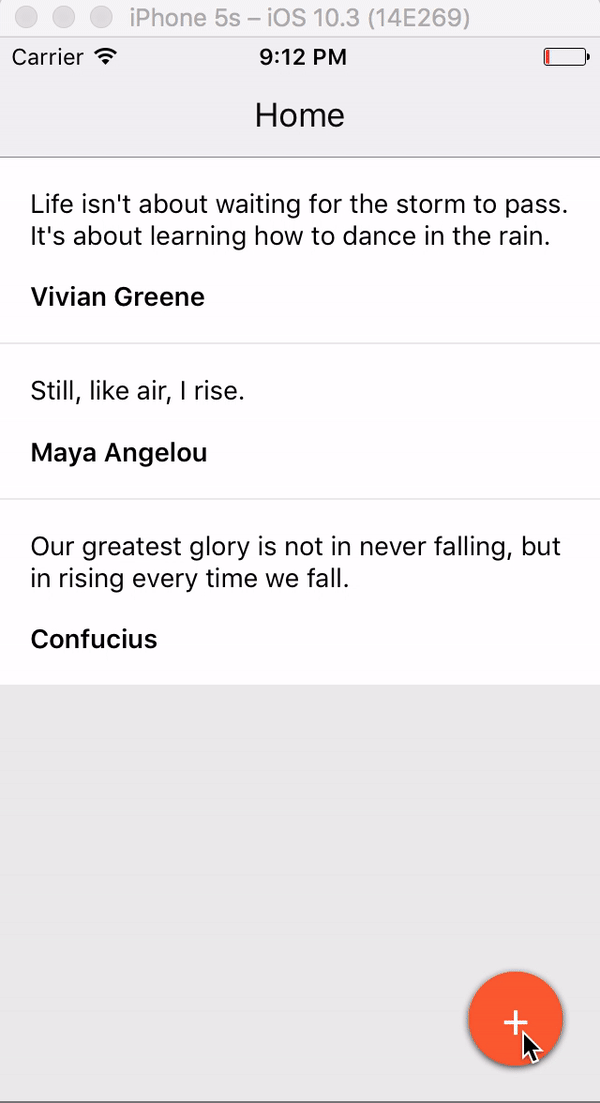 iPhone 5s – iOS 10.3 (14E269)
Carrier 9:12 PM
Home
Life isn't about waiting for the storm to pass.
It's about learning how to dance in the rain.
Vivian Greene
Still, like air, I rise.
Maya Angelou
Our greatest glory is not in never falling, but
in rising every time we fall.
Confucius
+